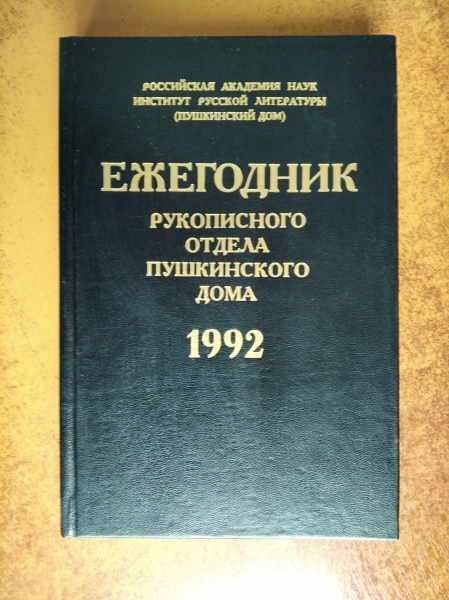 РОССИЙСКАЯ АКАДЕМИЯ НАУК
ИНСТИТУТ РУССКОЙ ЛИТЕРАТУРЫ
(ПУШКИНСКИЙ ДОМ)
ЕЖЕГОДНИК
РУКОПИСНОГО
ОТДЕЛА
ПУШКИНСКОГО
ДОМА
1992